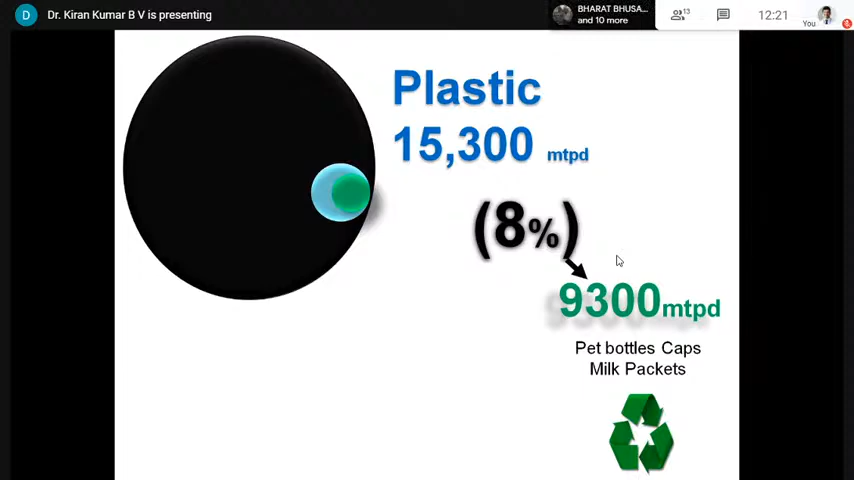 D Dr. Kiran Kumar B V is presenting
BHARAT BHUSA...
and 10 more
13
12:21
You
Plastic
15,300 mtpd
(8%)
9300mtpd
Pet bottles Caps
Milk Packets